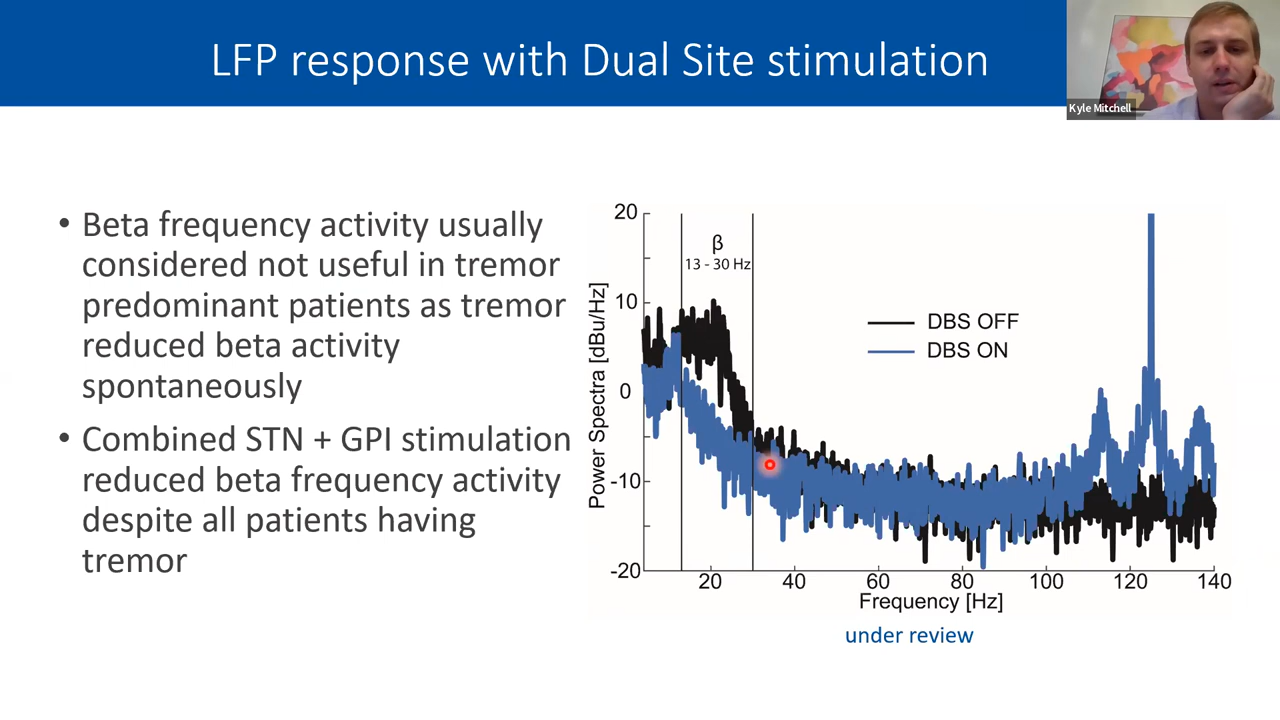 LFP response with Dual Site stimulation
Kyle Mitchell
• Beta frequency activity usually
considered not useful in tremor
predominant patients as tremor
reduced beta activity
spontaneously
• Combined STN + GPI stimulation
reduced beta frequency activity
despite all patients having
tremor
20
10
0
-10
-20
Power Spectra [dBu/Hz]
β
13 - 30 Hz
DBS OFF
DBS ON
20 40 60 80 100 120 140
Frequency [Hz]
under review